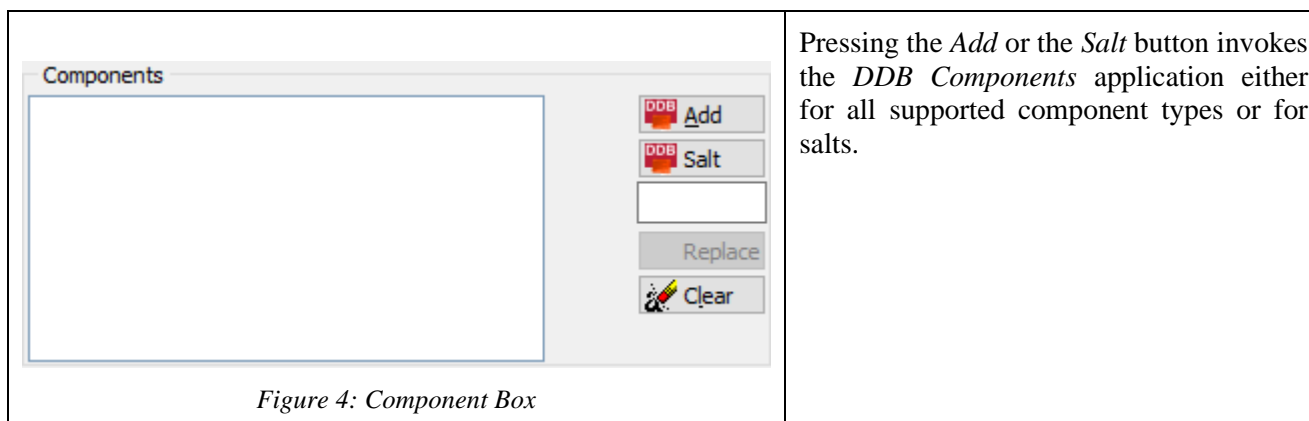 Components
DDB Add
DDB Salt
Replace
Clear
Figure 4: Component Box
Pressing the Add or the Salt button invokes
the DDB Components application either
for all supported component types or for
salts.